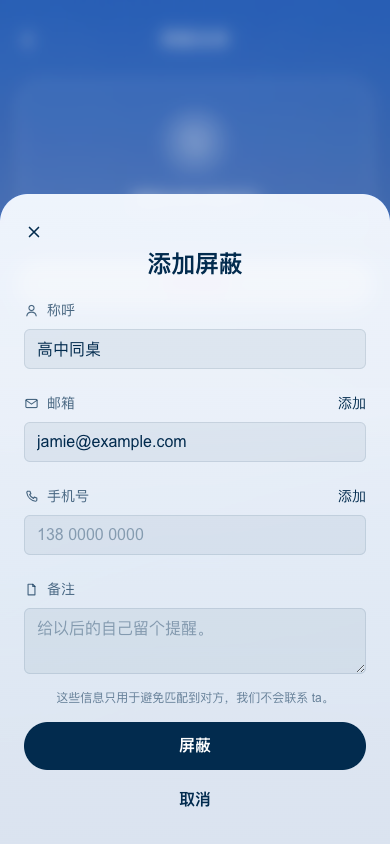 添加屏蔽
称呼
高中同桌
邮箱 添加
jamie@example.com
手机号 添加
138 0000 0000
备注
给以后的自己留个提醒。
这些信息只用于避免匹配到对方，我们不会联系 ta。
屏蔽
取消